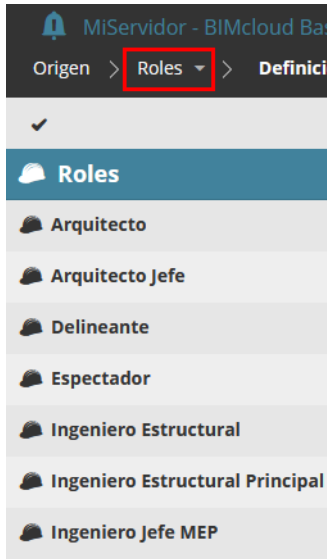 MiServidor - BIMcloud Bas
Origen > Roles > Definici
Roles
Arquitecto
Arquitecto Jefe
Delineante
Espectador
Ingeniero Estructural
Ingeniero Estructural Principal
Ingeniero Jefe MEP